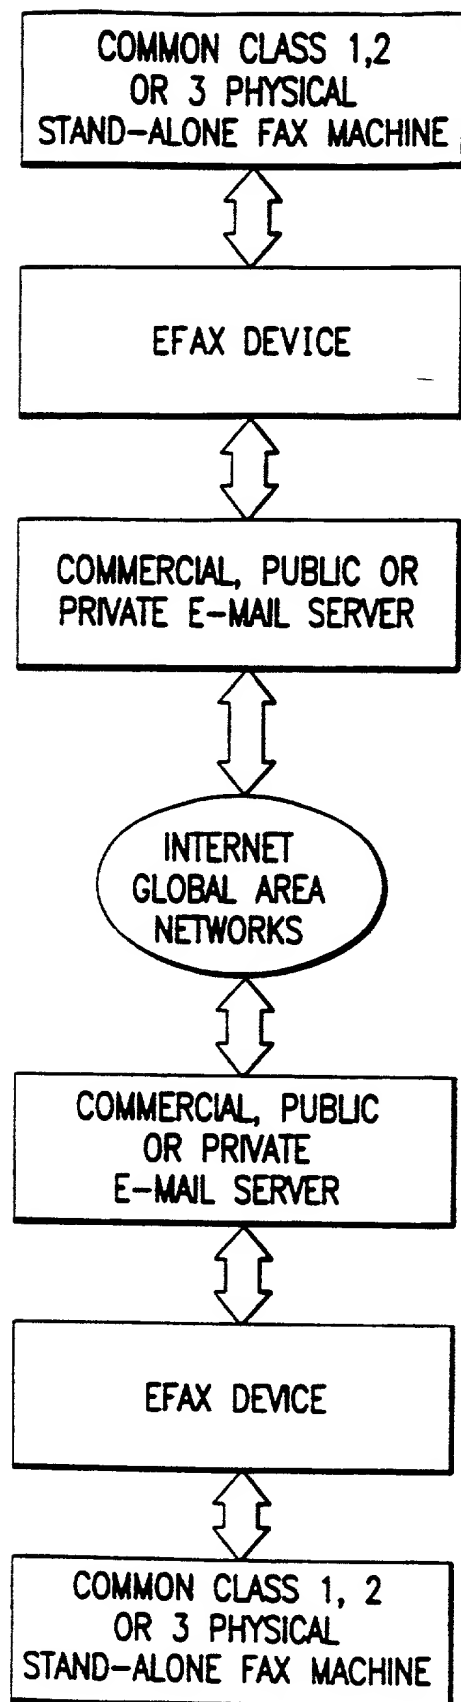 COMMON CLASS 1,2
OR 3 PHYSICAL
STAND-ALONE FAX MACHINE
EFAX DEVICE
COMMERCIAL, PUBLIC OR
PRIVATE E-MAIL SERVER
INTERNET
GLOBAL AREA
NETWORKS
COMMERCIAL, PUBLIC
OR PRIVATE
E-MAIL SERVER
EFAX DEVICE
COMMON CLASS 1, 2
OR 3 PHYSICAL
STAND-ALONE FAX MACHINE